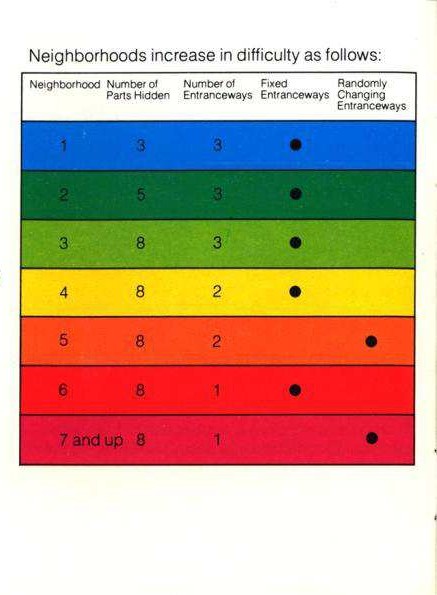 Neighborhoods increase in difficulty as follows:
Neighborhood Number of Parts Hidden Number of Entranceways Fixed Entranceways Randomly Changing Entranceways
1 3 3 ●
2 5 3 ●
3 8 3 ●
4 8 2 ●
5 8 2 ●
6 8 1 ●
7 and up 8 1 ●